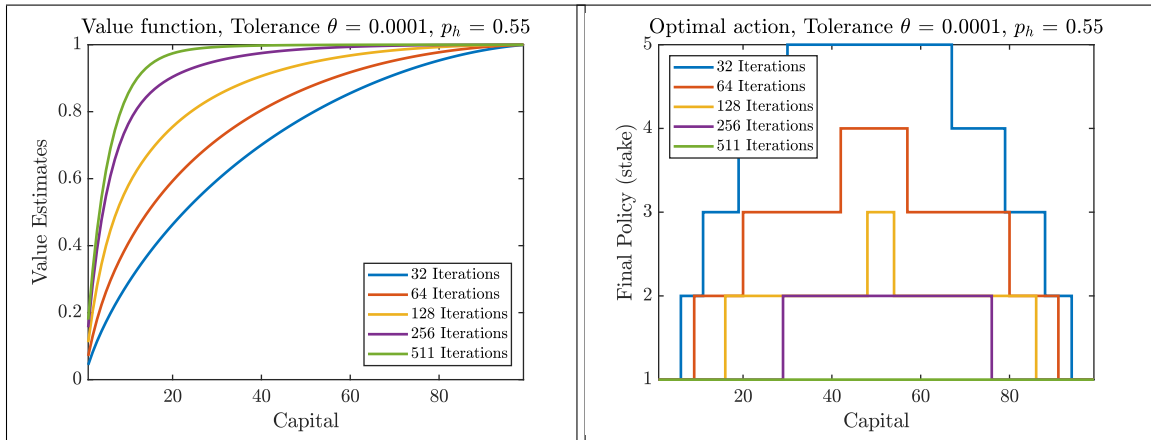 Value function, Tolerance θ = 0.0001, p_h = 0.55
1
0.8
0.6
0.4
0.2
0
Value Estimates
20
40
60
80
Capital
32 Iterations
64 Iterations
128 Iterations
256 Iterations
511 Iterations
Optimal action, Tolerance θ = 0.0001, p_h = 0.55
5
4
3
2
1
Final Policy (stake)
32 Iterations
64 Iterations
128 Iterations
256 Iterations
511 Iterations
20
40
60
80
Capital